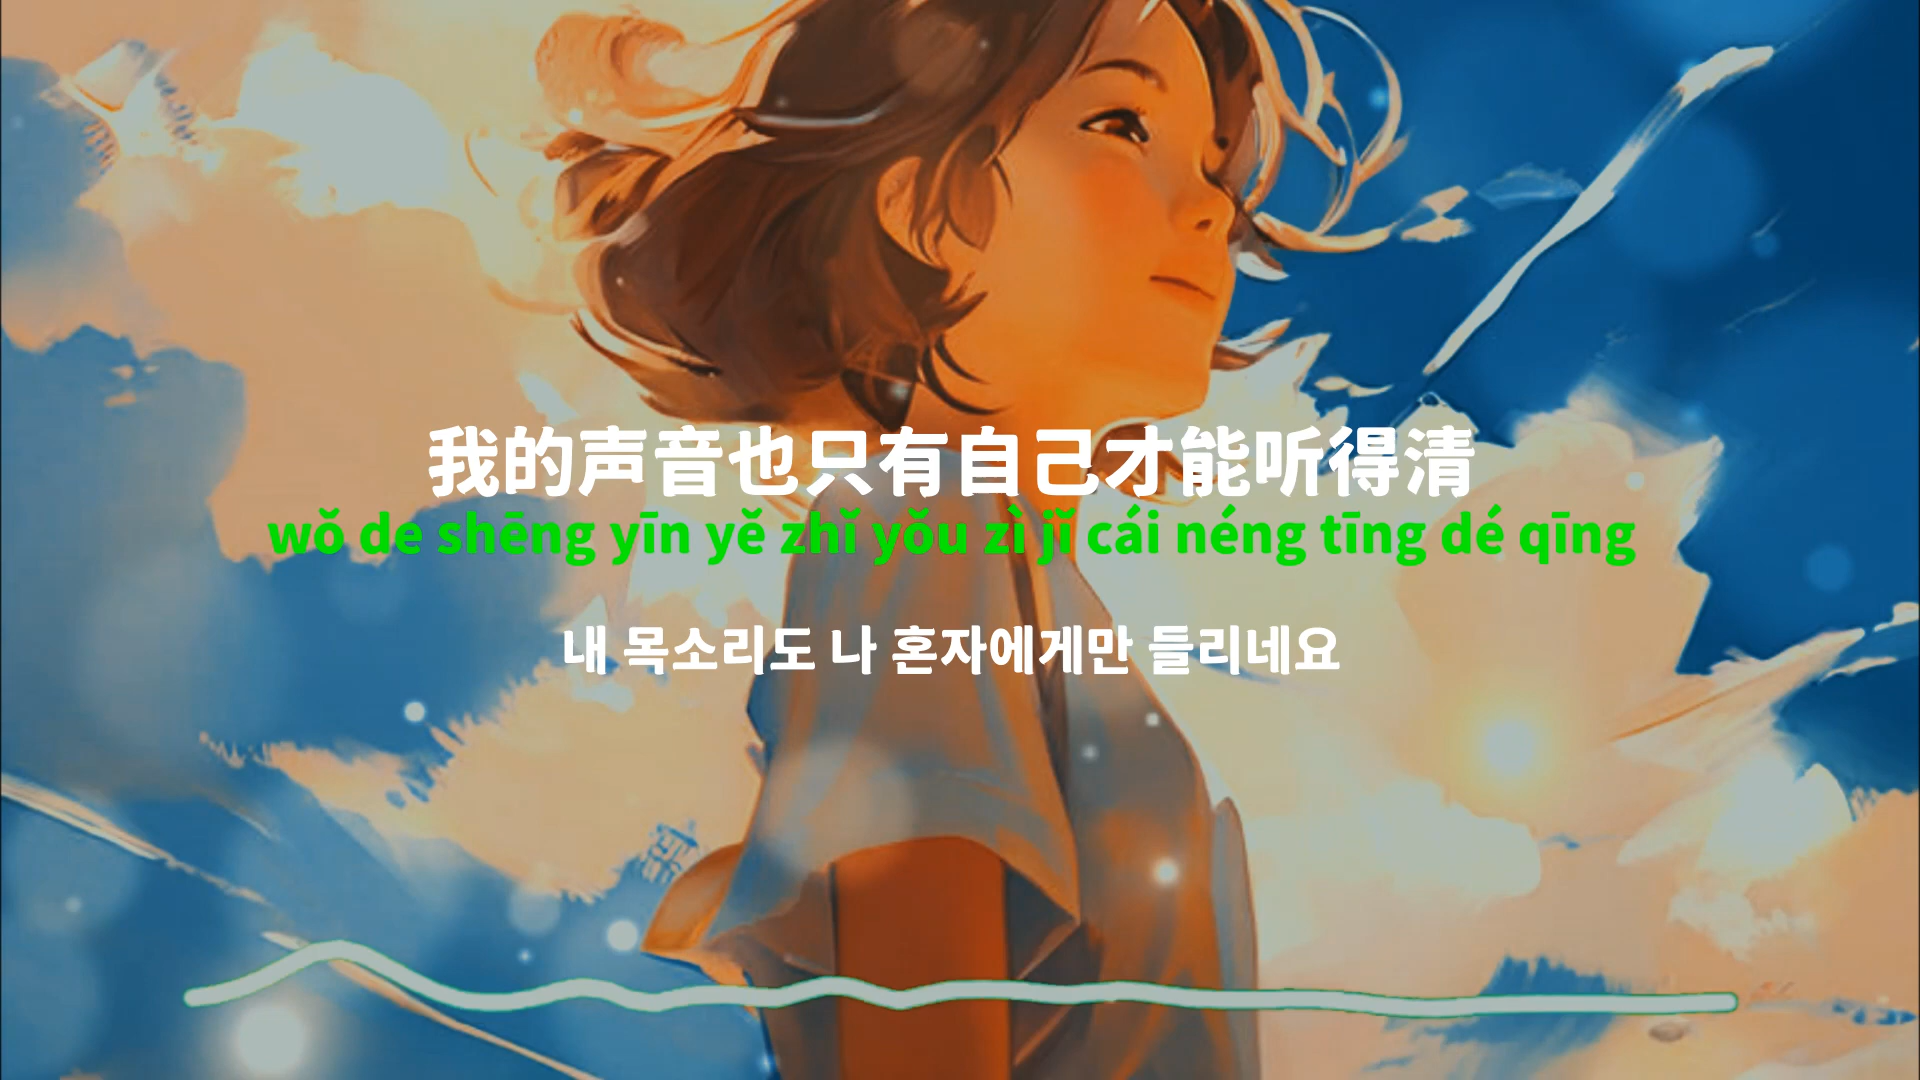 我的声音也只有自己才能听得清
wǒ de shēng yīn yě zhǐ yǒu zì jǐ cái néng tīng dé qīng
내 목소리도 나 혼자에게만 들리네요